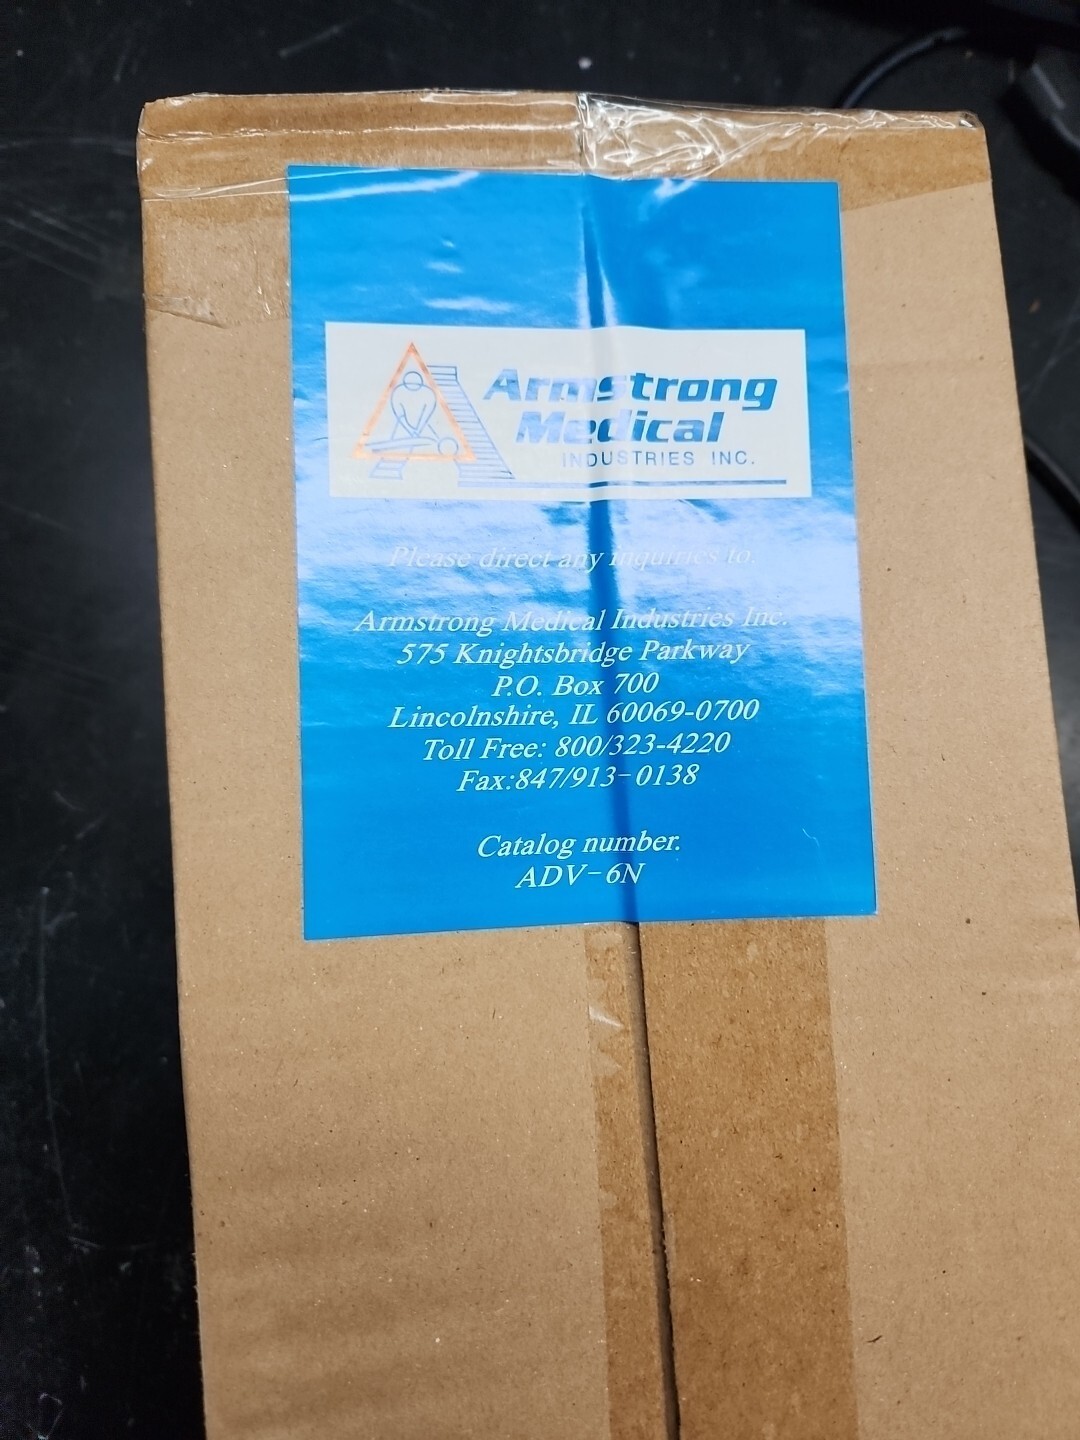 Armstrong
Medical
INDUSTRIES INC.
Please direct any inquiries to.
Armstrong Medical Industries Inc.
575 Knightsbridge Parkway
P.O. Box 700
Lincolnshire, IL 60069-0700
Toll Free: 800/323-4220
Fax:847/913-0138
Catalog number.
ADV-6N